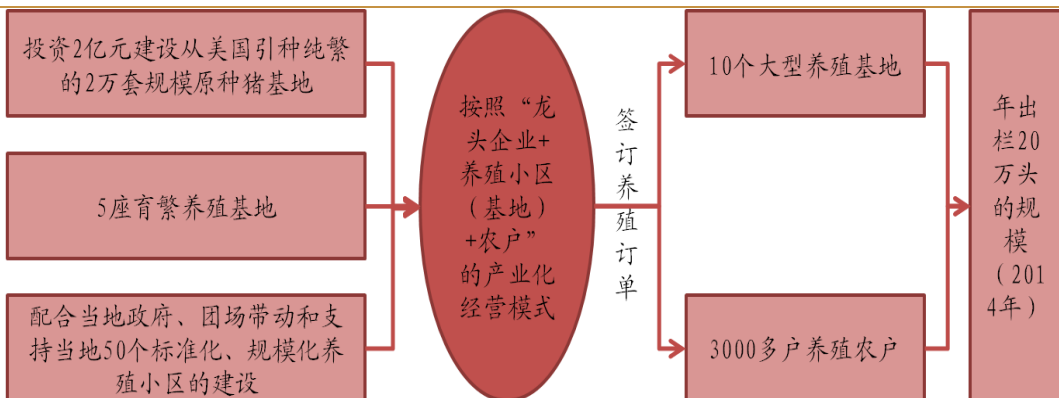 投资2亿元建设从美国引种纯繁
的2万套规模原种猪基地
5座育繁养殖基地
配合当地政府、团场带动和支
持当地50个标准化、规模化养
殖小区的建设
按照“龙
头企业+
养殖小区
（基地）
+农户”
的产业化
经营模式
签订养殖订单
10个大型养殖基地
3000多户养殖农户
年出
栏20
万头
的规
模
（201
4年）